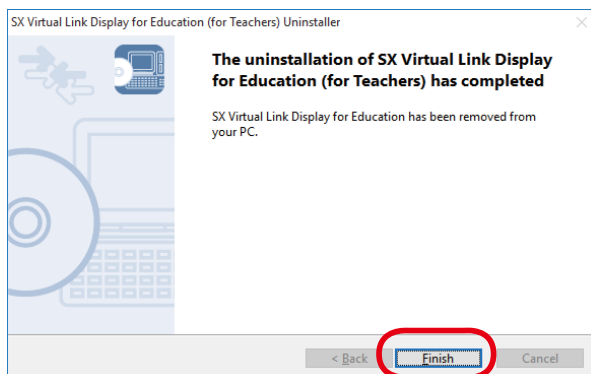 SX Virtual Link Display for Education (for Teachers) Uninstaller
The uninstallation of SX Virtual Link Display
for Education (for Teachers) has completed
SX Virtual Link Display for Education has been removed from
your PC.
< Back Finish Cancel